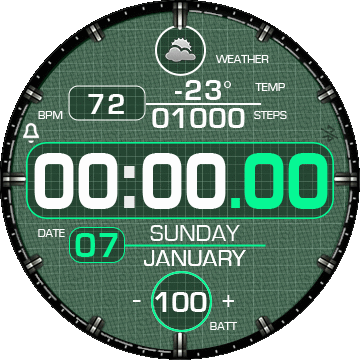 WEATHER
-23° TEMP
BPM 72
01000 STEPS
00:00.00
DATE 07 SUNDAY
JANUARY
- 100 +
BATT